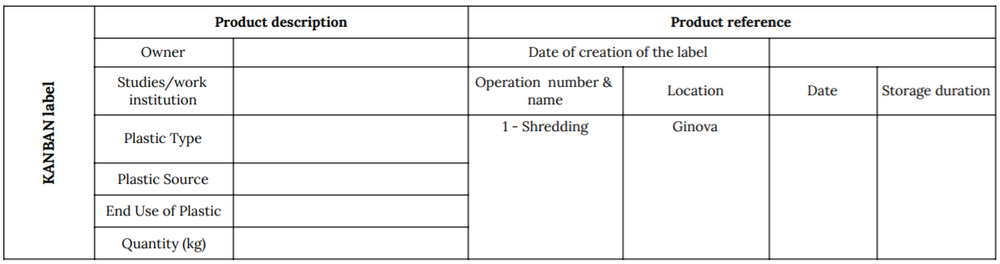 KANBAN label
Product description
Product reference
Owner
Date of creation of the label
Studies/work
institution
Operation number &
name
Location
Date
Storage duration
Plastic Type
1 - Shredding
Ginova
Plastic Source
End Use of Plastic
Quantity (kg)